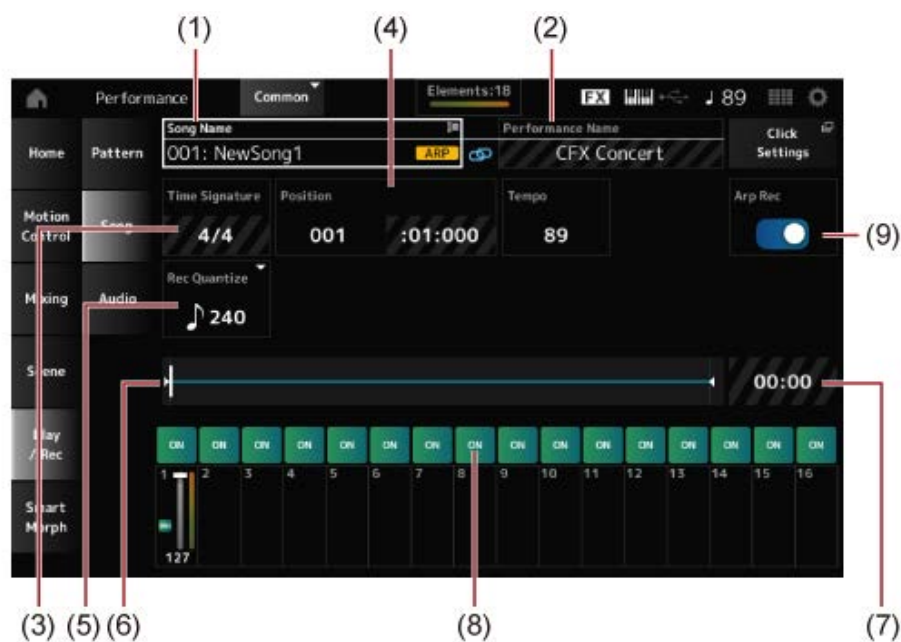 (1) (4) (2)
Performance Common Elements:18 FX 89
Home Pattern Song Name Performance Name Click Settings
001: NewSong1 ARP CFX Concert
Motion Control Song Time Signature Position Tempo Arp Rec
4/4 001 :01:000 89 (9)
Mixing Audio Rec Quantize
240
Scene
00:00
Play / Rec
ON ON ON ON ON ON ON ON ON ON ON ON ON ON ON ON
1 2 3 4 5 6 7 8 9 10 11 12 13 14 15 16
Smart Morph
127
(3) (5) (6) (8) (7)